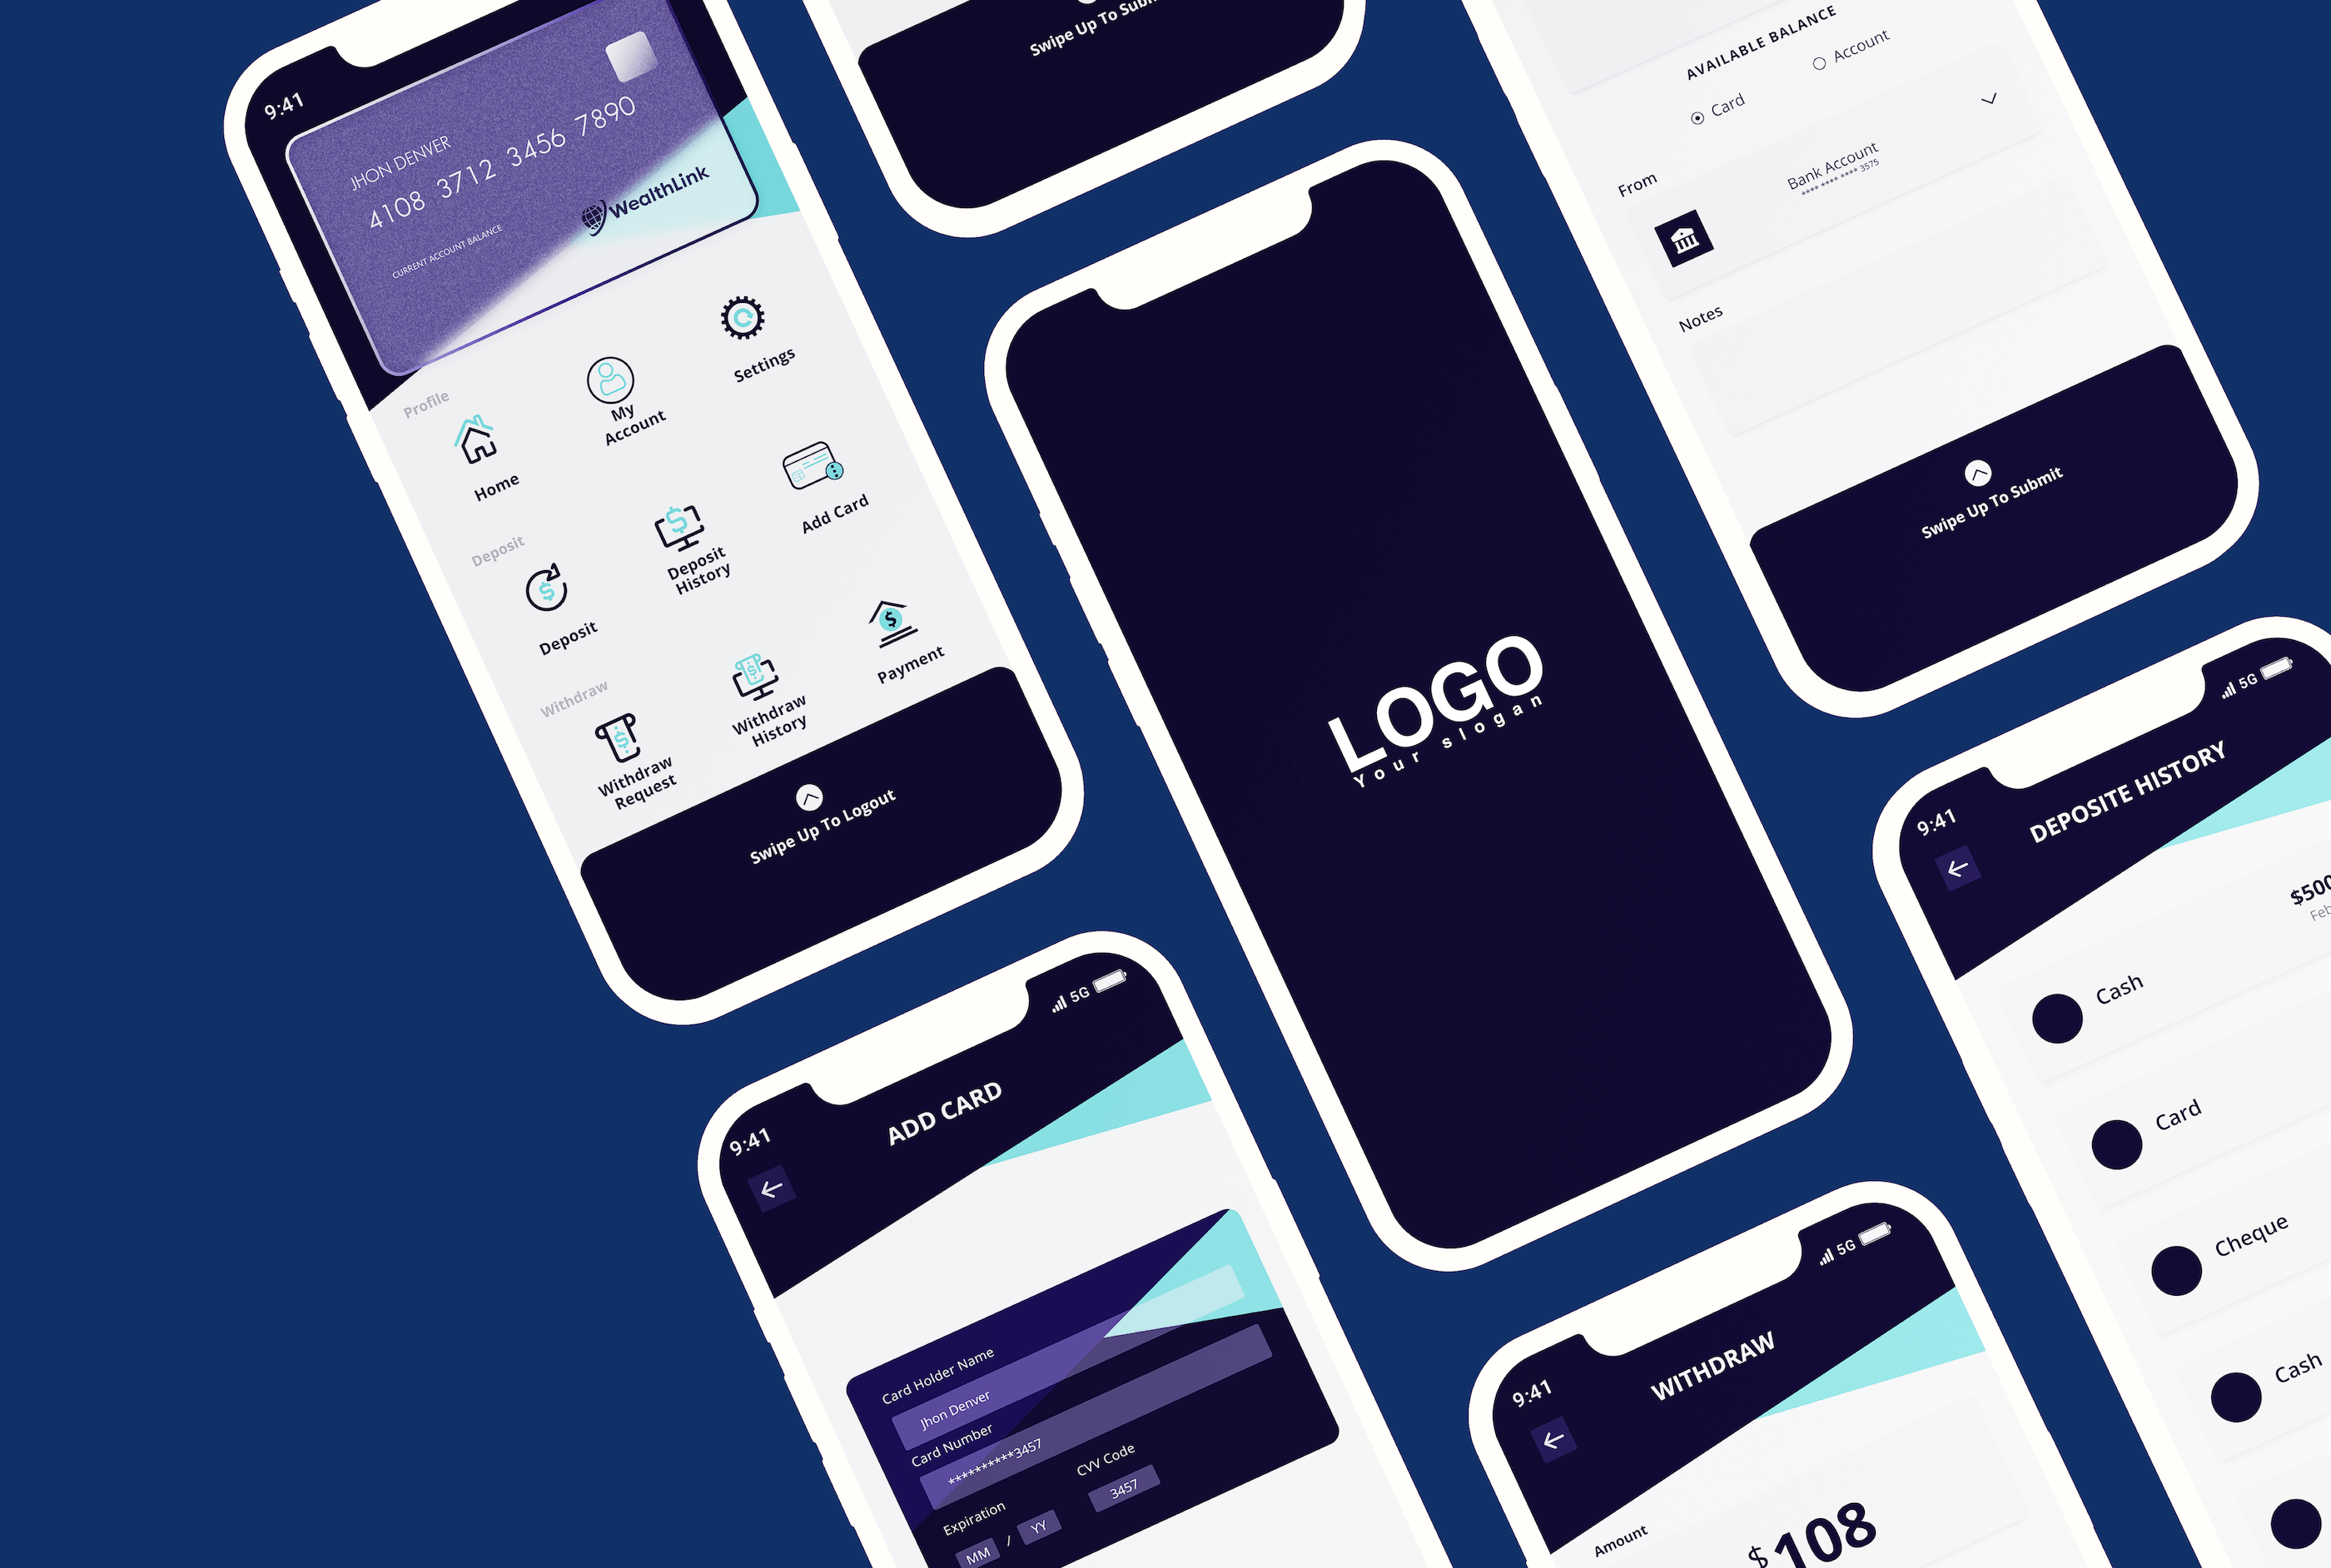 9:41
JHON DENVER
4108 3712 3456 7890
CURRENT ACCOUNT BALANCE
WealthLink
Profile
Home
My
Account
Settings
Deposit
Deposit
Deposit
History
Add Card
Withdraw
Withdraw
Request
Withdraw
History
Payment
Swipe Up To Logout
Swipe Up To Subm
LOGO
Your slogan
AVAILABLE BALANCE
Card
Account
From
Bank Account
**** **** **** 3575
Notes
Swipe Up To Submit
9:41
5G
ADD CARD
Card Holder Name
Jhon Denver
Card Number
**********3457
Expiration
CVV Code
MM / YY
3457
9:41
5G
WITHDRAW
Amount
$108
9:41
5G
DEPOSITE HISTORY
$500
Feb
Cash
Card
Cheque
Cash